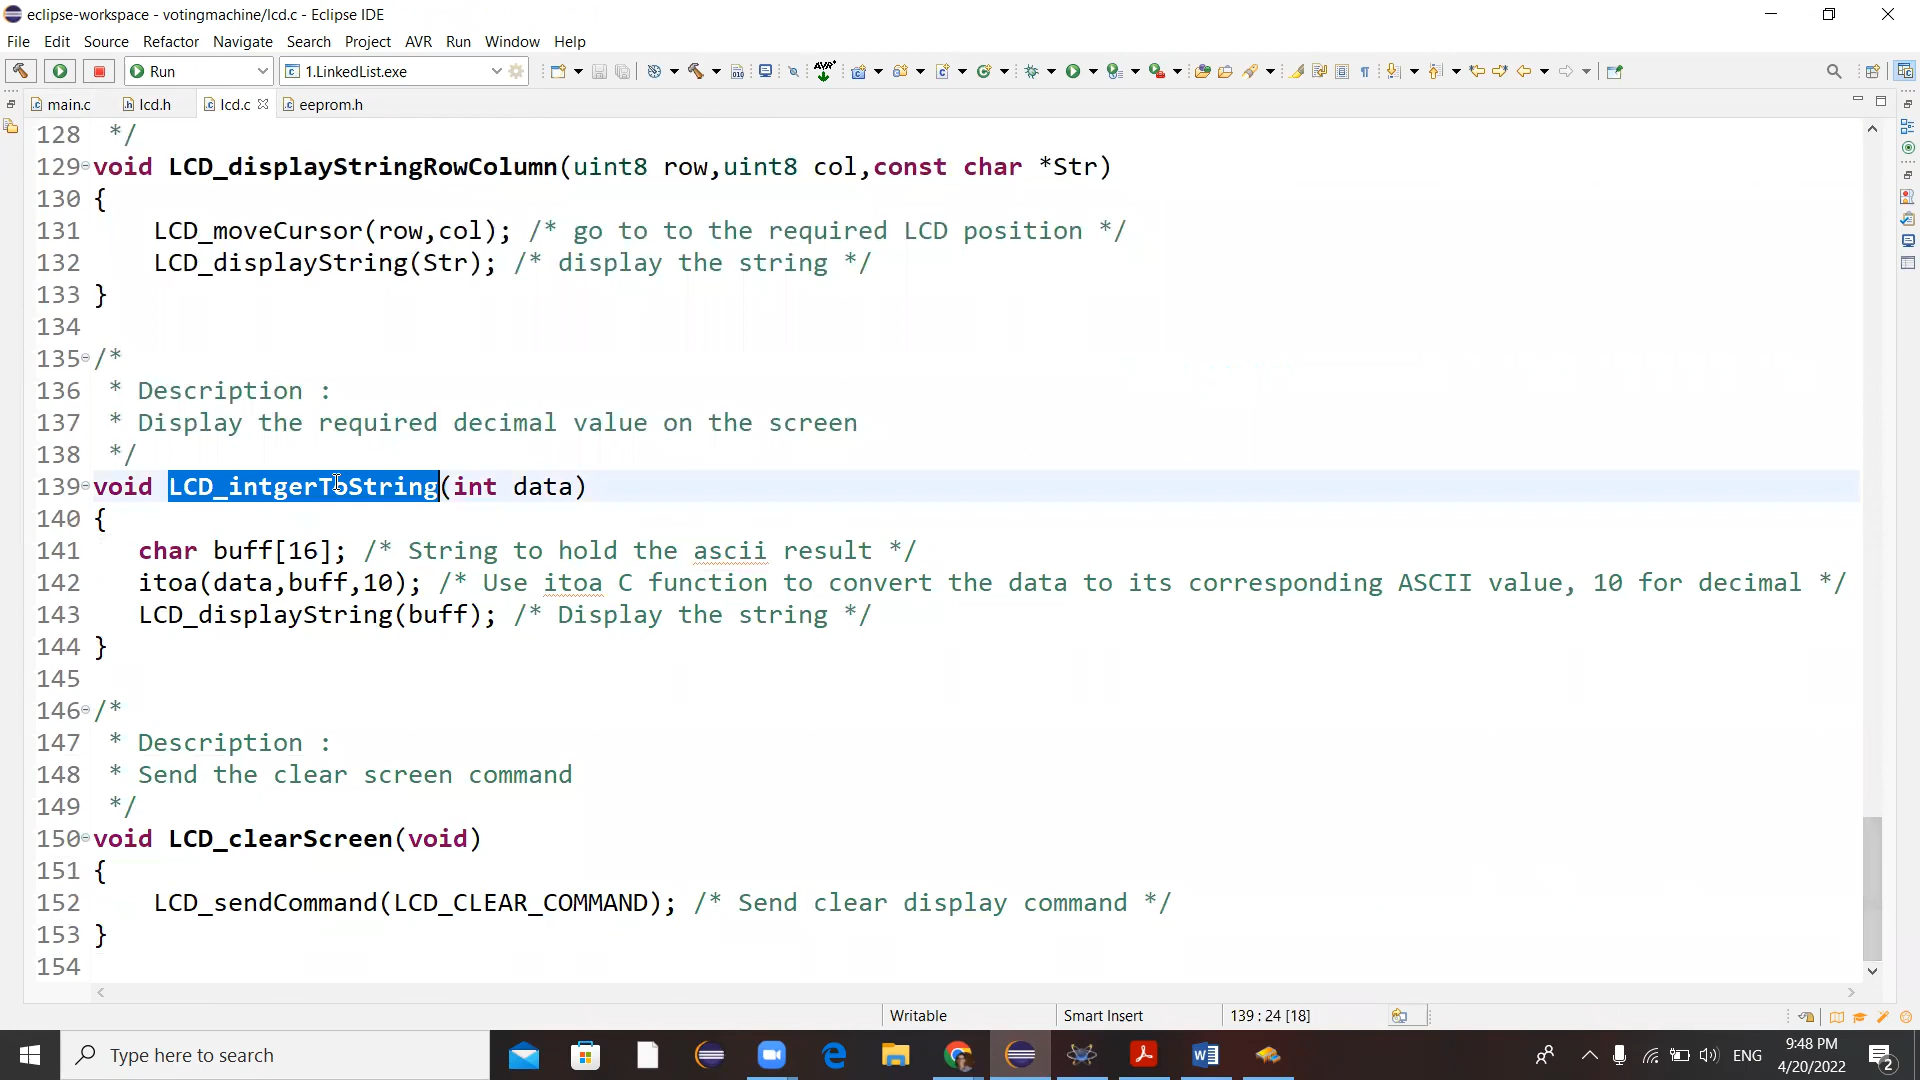 eclipse-workspace - votingmachine/lcd.c - Eclipse IDE
File Edit Source Refactor Navigate Search Project AVR Run Window Help
Run 1.LinkedList.exe
main.c lcd.h lcd.c eeprom.h
128 */
129 void LCD_displayStringRowColumn(uint8 row,uint8 col,const char *Str)
130 {
131 LCD_moveCursor(row,col); /* go to to the required LCD position */
132 LCD_displayString(Str); /* display the string */
133 }
134
135 /*
136 * Description :
137 * Display the required decimal value on the screen
138 */
139 void LCD_intgerToString(int data)
140 {
141 char buff[16]; /* String to hold the ascii result */
142 itoa(data,buff,10); /* Use itoa C function to convert the data to its corresponding ASCII value, 10 for decimal */
143 LCD_displayString(buff); /* Display the string */
144 }
145
146 /*
147 * Description :
148 * Send the clear screen command
149 */
150 void LCD_clearScreen(void)
151 {
152 LCD_sendCommand(LCD_CLEAR_COMMAND); /* Send clear display command */
153 }
154
Writable Smart Insert 139 : 24 [18]
Type here to search
ENG
9:48 PM
4/20/2022
2